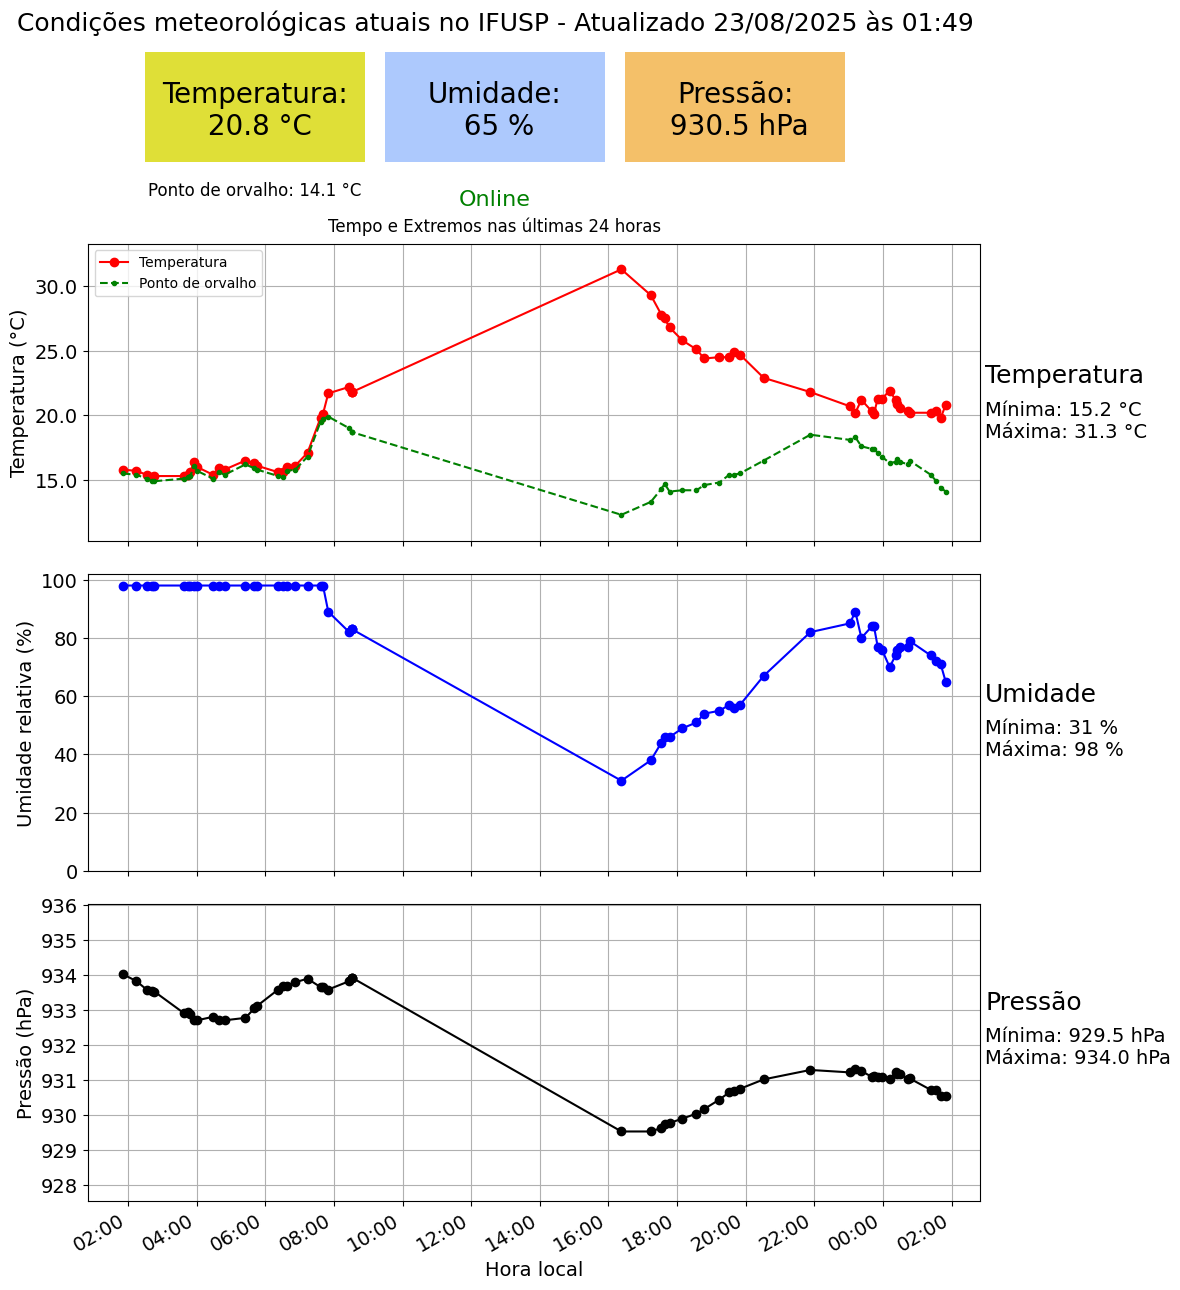 Condições meteorológicas atuais no IFUSP - Atualizado 23/08/2025 às 01:49
Temperatura:
20.8 °C
Umidade:
65 %
Pressão:
930.5 hPa
Ponto de orvalho: 14.1 °C
Online
Tempo e Extremos nas últimas 24 horas
Temperatura
Ponto de orvalho
Temperatura (°C)
30.0
25.0
20.0
15.0
Temperatura
Mínima: 15.2 °C
Máxima: 31.3 °C
Umidade relativa (%)
100
80
60
40
20
0
Umidade
Mínima: 31 %
Máxima: 98 %
Pressão (hPa)
936
935
934
933
932
931
930
929
928
Pressão
Mínima: 929.5 hPa
Máxima: 934.0 hPa
02:00
04:00
06:00
08:00
10:00
12:00
14:00
16:00
18:00
20:00
22:00
00:00
02:00
Hora local